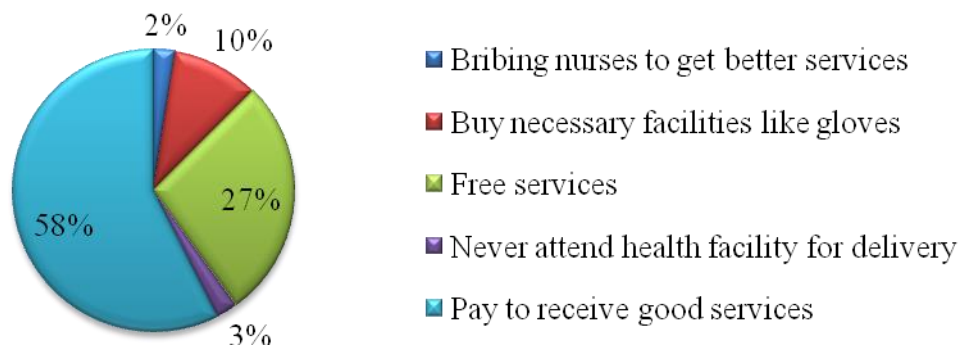 2%
10%
27%
58%
3%
Bribing nurses to get better services
Buy necessary facilities like gloves
Free services
Never attend health facility for delivery
Pay to receive good services